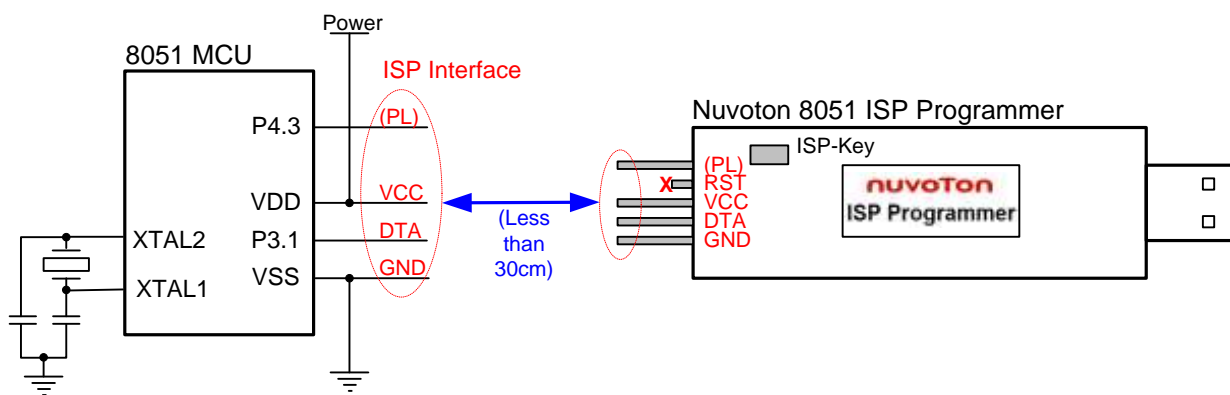 Power
8051 MCU
ISP Interface
P4.3
(PL)
VDD
VCC
XTAL2
P3.1
DTA
XTAL1
VSS
GND
(Less
than
30cm)
Nuvoton 8051 ISP Programmer
ISP-Key
(PL)
X RST
VCC
DTA
GND
nuvoTon
ISP Programmer